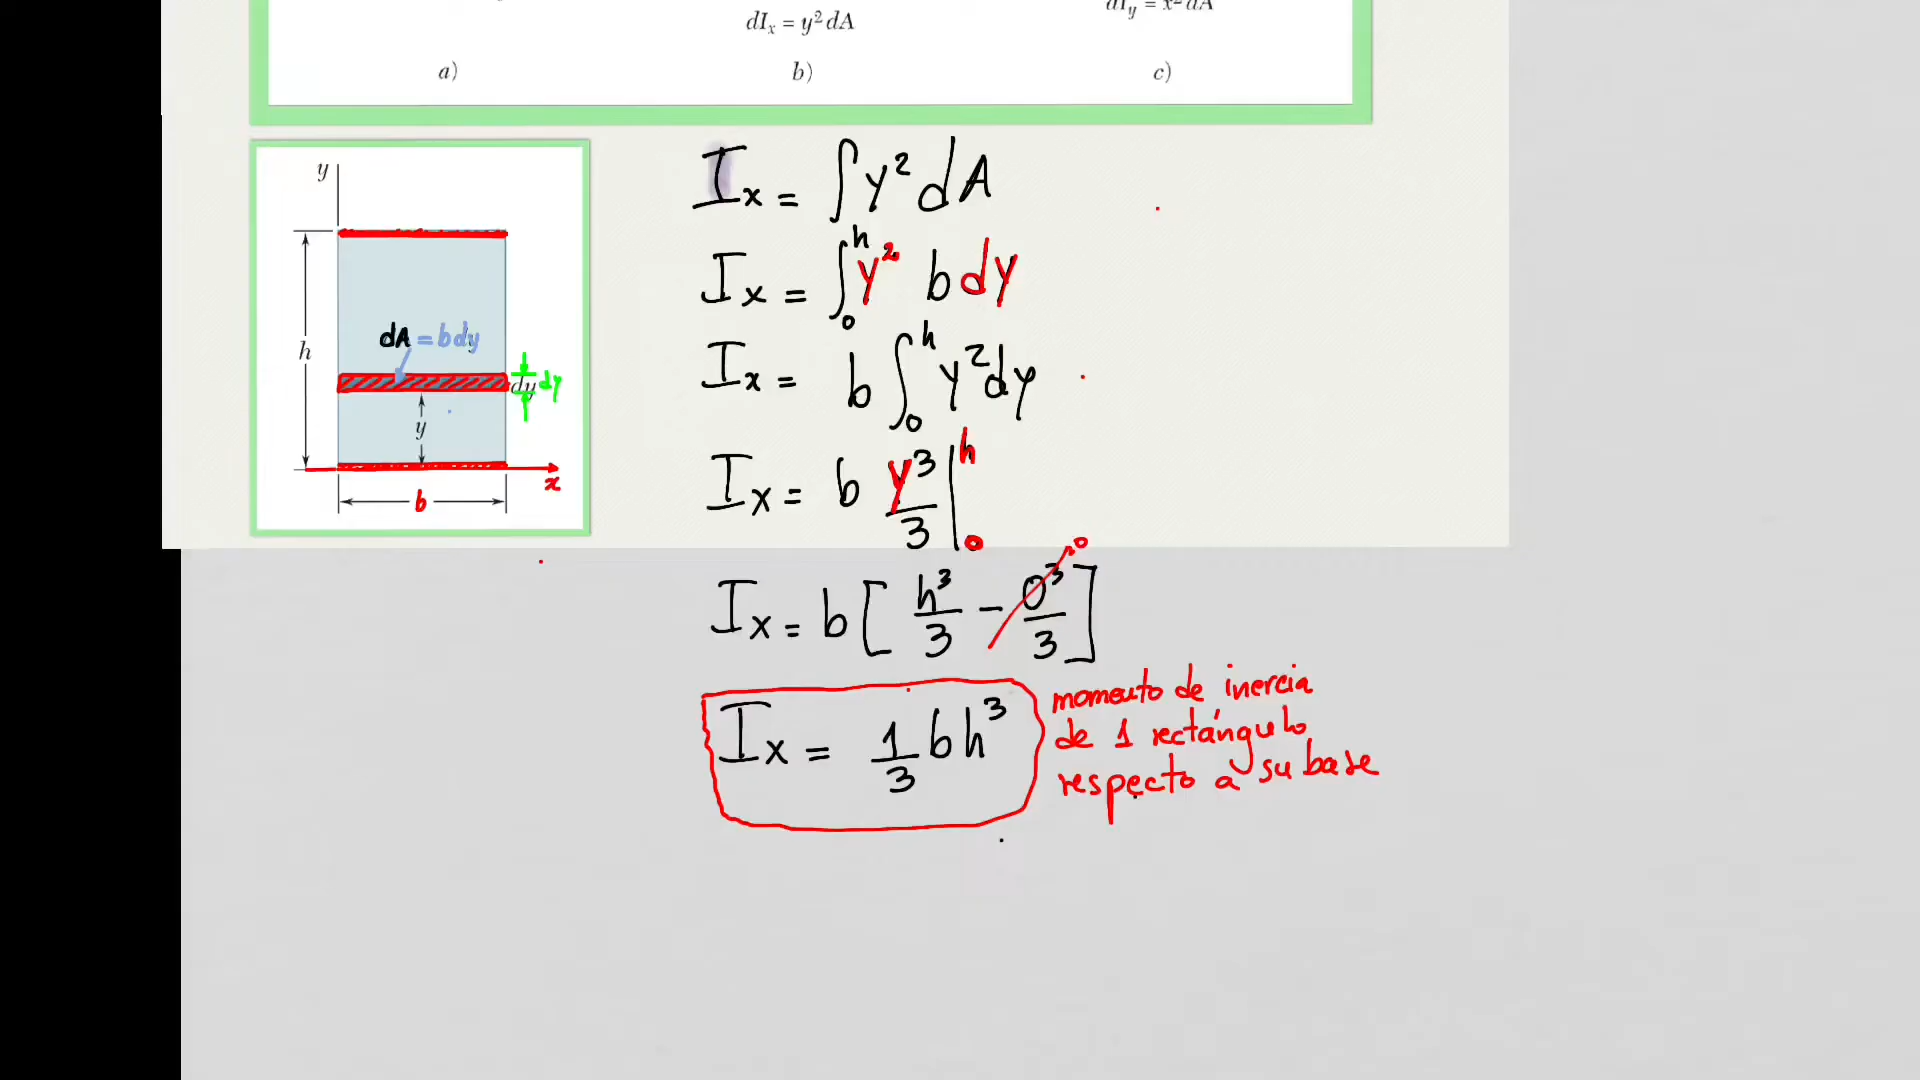 dIₓ = y² dA
dI_y = x² dA
a)
b)
c)
y
h
dA = b dy
dy
dy
y
x
b
Iₓ = ∫ y² dA
Iₓ = ∫₀ʰ y² b dy
Iₓ = b ∫₀ʰ y² dy
Iₓ = b y³/3 |₀ʰ
Iₓ = b [ h³/3 − 0³/3 ] 0
Iₓ = 1/3 b h³
momento de inercia
de 1 rectángulo
respecto a su base